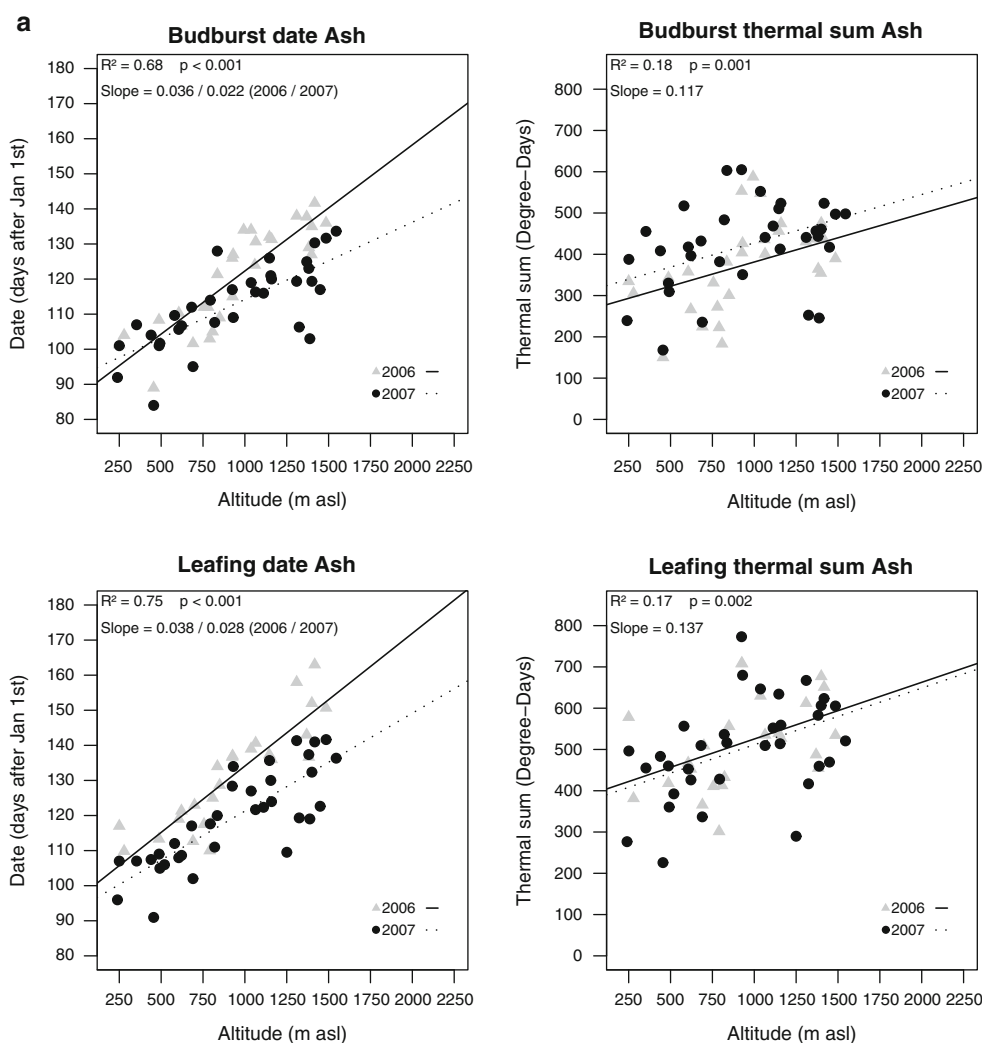 a
Budburst date Ash
R² = 0.68 p < 0.001
Slope = 0.036 / 0.022 (2006 / 2007)
Date (days after Jan 1st)
180
170
160
150
140
130
120
110
100
90
80
2006
2007
250 500 750 1000 1250 1500 1750 2000 2250
Altitude (m asl)
Budburst thermal sum Ash
R² = 0.18 p = 0.001
Slope = 0.117
Thermal sum (Degree–Days)
800
700
600
500
400
300
200
100
0
2006
2007
250 500 750 1000 1250 1500 1750 2000 2250
Altitude (m asl)
Leafing date Ash
R² = 0.75 p < 0.001
Slope = 0.038 / 0.028 (2006 / 2007)
Date (days after Jan 1st)
180
170
160
150
140
130
120
110
100
90
80
2006
2007
250 500 750 1000 1250 1500 1750 2000 2250
Altitude (m asl)
Leafing thermal sum Ash
R² = 0.17 p = 0.002
Slope = 0.137
Thermal sum (Degree–Days)
800
700
600
500
400
300
200
100
0
2006
2007
250 500 750 1000 1250 1500 1750 2000 2250
Altitude (m asl)